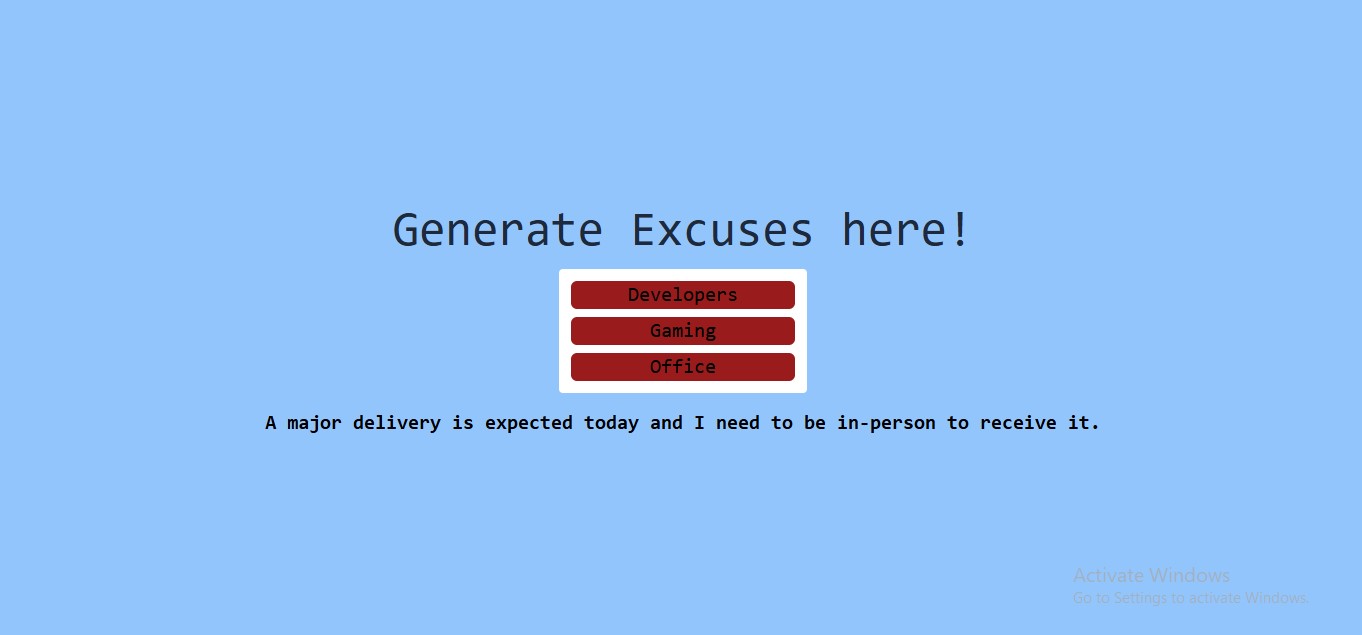 Generate Excuses here!
Developers
Gaming
Office
A major delivery is expected today and I need to be in-person to receive it.
Activate Windows
Go to Settings to activate Windows.